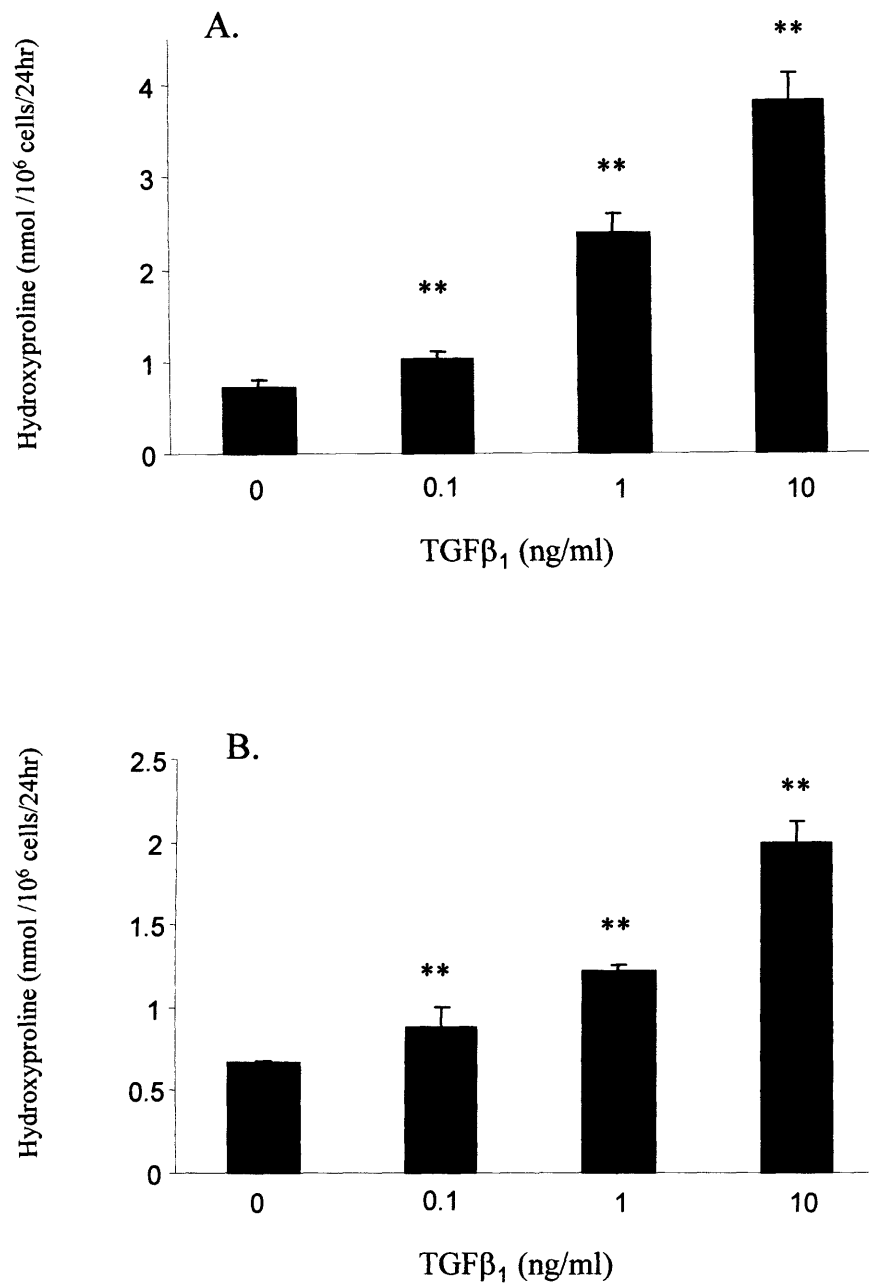 A.
**
4
**
3
2
**
1
0
0 0.1 1 10
Hydroxyproline (nmol /10⁶ cells/24hr)
TGFβ₁ (ng/ml)
B.
2.5
**
2
1.5
**
**
1
0.5
0
0 0.1 1 10
Hydroxyproline (nmol /10⁶ cells/24hr)
TGFβ₁ (ng/ml)